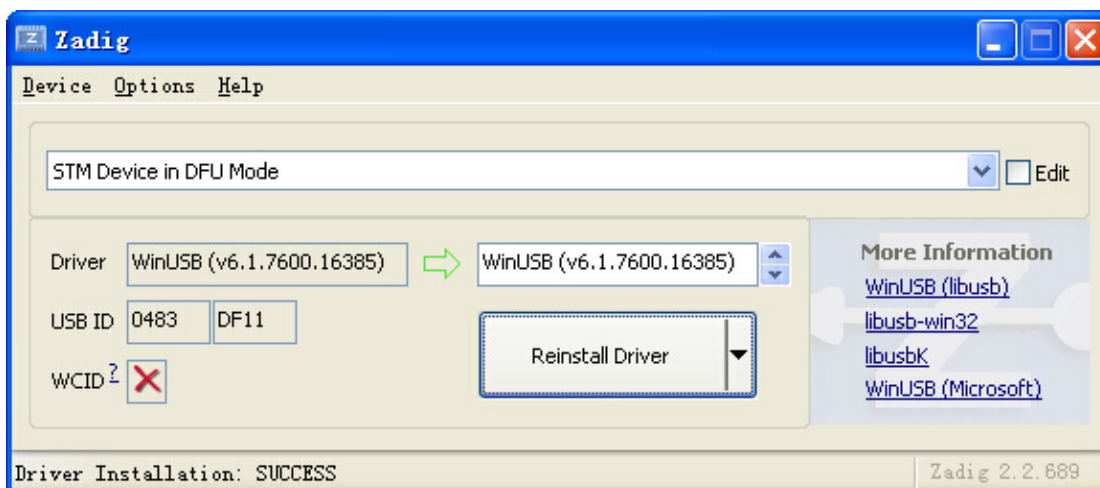 Zadig
Device Options Help
STM Device in DFU Mode
Edit
Driver WinUSB (v6.1.7600.16385) WinUSB (v6.1.7600.16385)
USB ID 0483 DF11
WCID ?
Reinstall Driver
More Information
WinUSB (libusb)
libusb-win32
libusbK
WinUSB (Microsoft)
Driver Installation: SUCCESS
Zadig 2.2.689